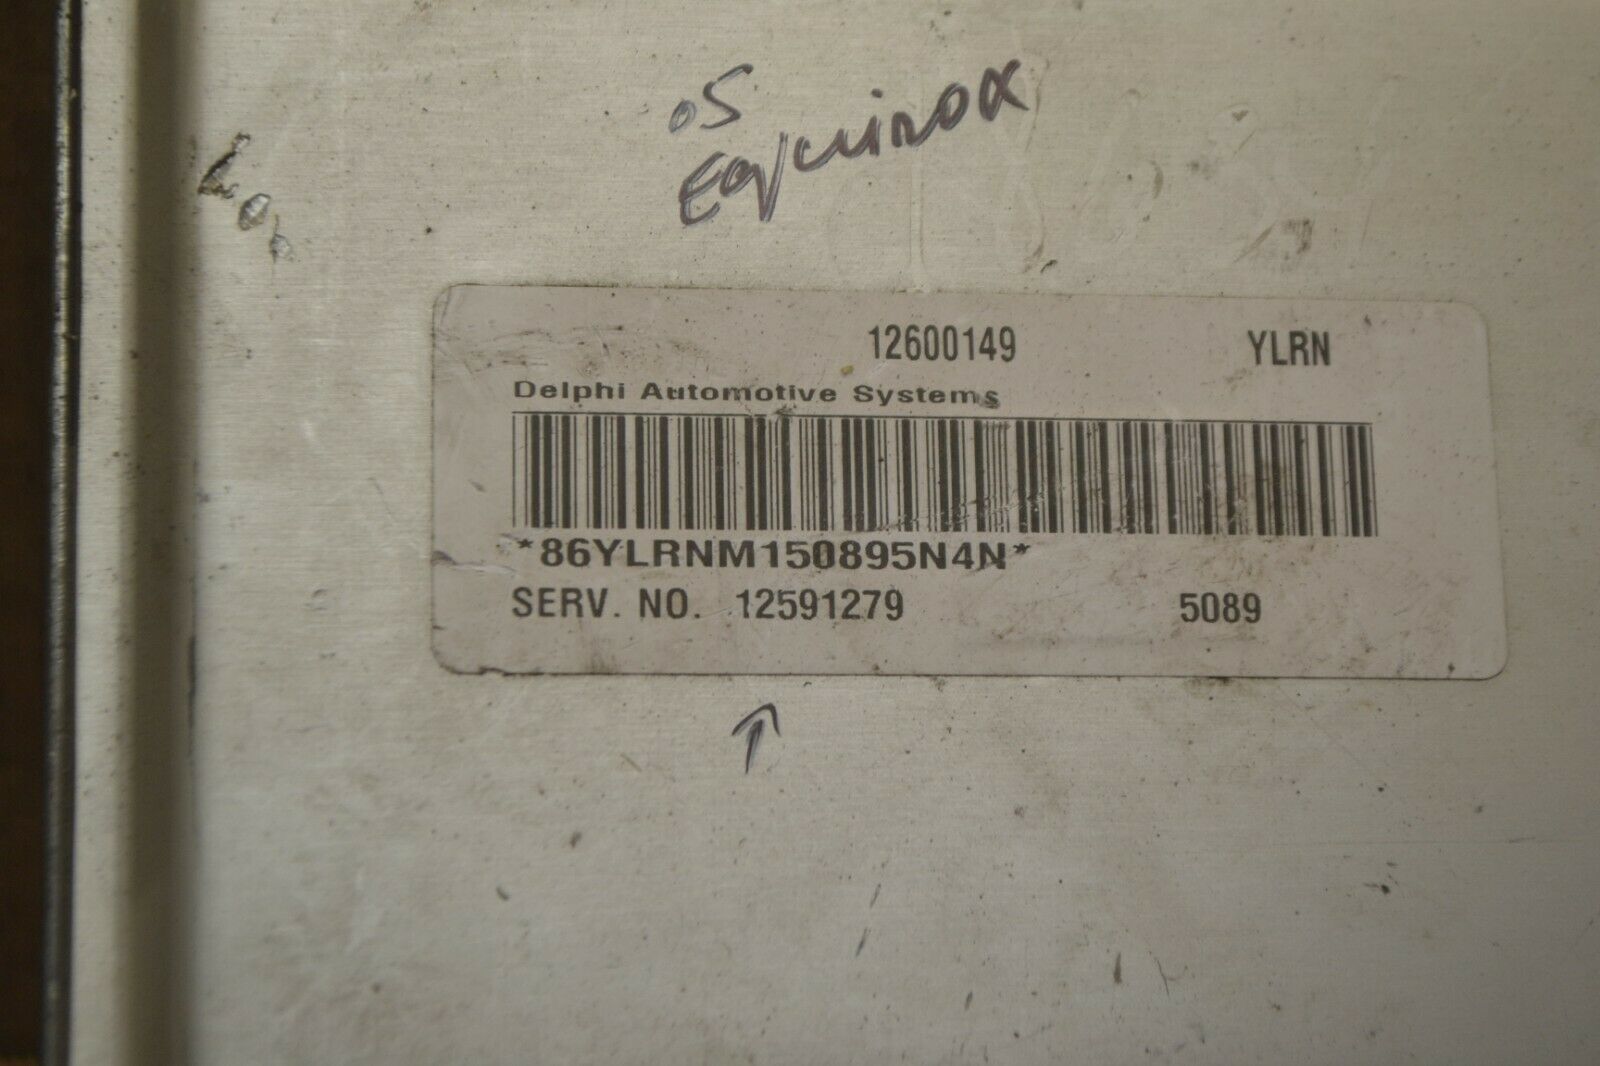 05
Equinox
12600149 YLRN
Delphi Automotive Systems
*86YLRNM150895N4N*
SERV. NO. 12591279 5089